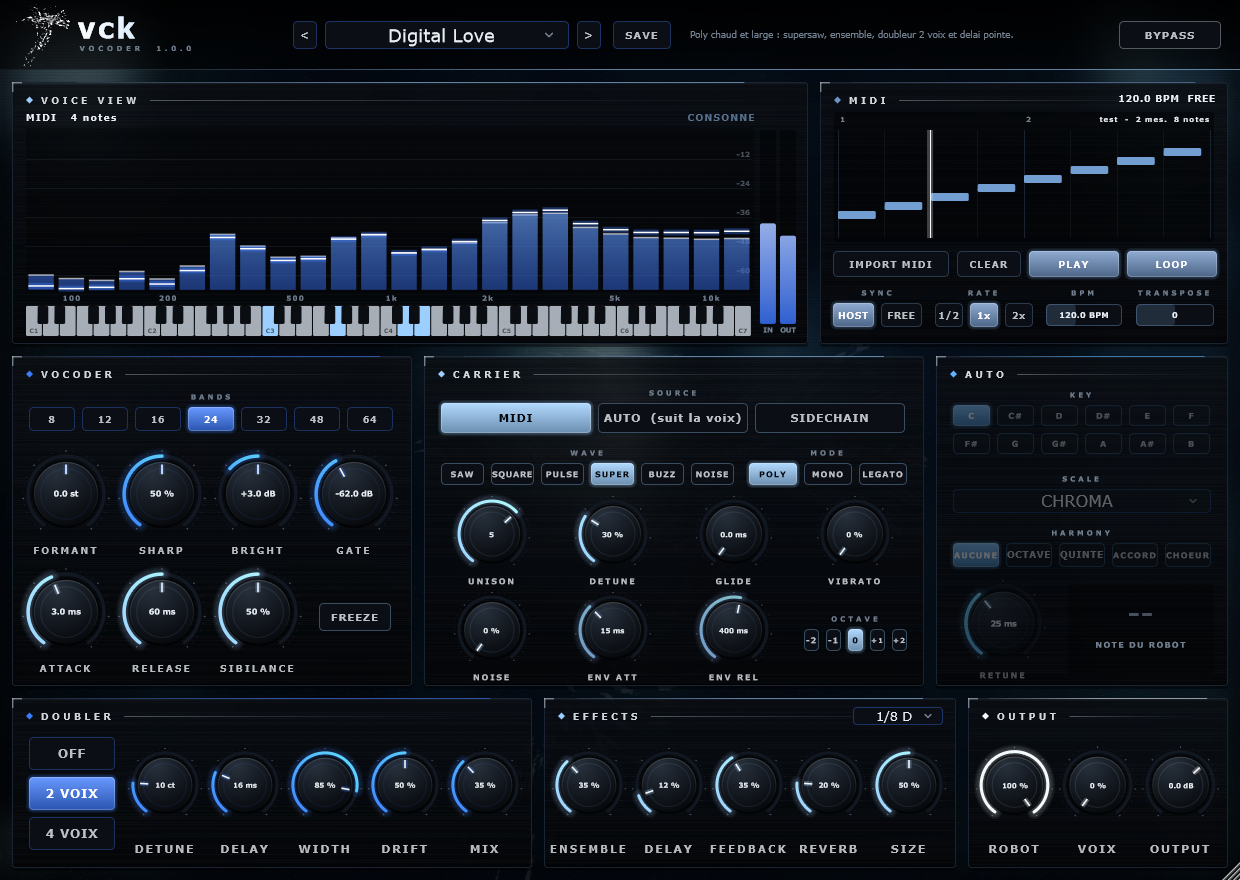 vck
VOCODER 1.0.0
< Digital Love > SAVE
Poly chaud et large : supersaw, ensemble, doubleur 2 voix et delai pointe.
BYPASS
VOICE VIEW
MIDI 4 notes
CONSONNE
-12
-24
-36
-48
-60
100 200 500 1k 2k 5k 10k
C1 C2 C3 C4 C5 C6 C7
IN OUT
MIDI
120.0 BPM FREE
1 2 test - 2 mes. 8 notes
IMPORT MIDI CLEAR PLAY LOOP
SYNC RATE BPM TRANSPOSE
HOST FREE 1/2 1x 2x 120.0 BPM 0
VOCODER
BANDS
8 12 16 24 32 48 64
0.0 st 50 % +3.0 dB -62.0 dB
FORMANT SHARP BRIGHT GATE
3.0 ms 60 ms 50 % FREEZE
ATTACK RELEASE SIBILANCE
CARRIER
SOURCE
MIDI AUTO (suit la voix) SIDECHAIN
WAVE MODE
SAW SQUARE PULSE SUPER BUZZ NOISE POLY MONO LEGATO
5 30 % 0.0 ms 0 %
UNISON DETUNE GLIDE VIBRATO
0 % 15 ms 400 ms
OCTAVE
-2 -1 0 +1 +2
NOISE ENV ATT ENV REL
AUTO
KEY
C C# D D# E F
F# G G# A A# B
SCALE
CHROMA
HARMONY
AUCUNE OCTAVE QUINTE ACCORD CHOEUR
25 ms
RETUNE
--
NOTE DU ROBOT
DOUBLER
OFF
2 VOIX
4 VOIX
10 ct 16 ms 85 % 50 % 35 %
DETUNE DELAY WIDTH DRIFT MIX
EFFECTS
1/8 D
35 % 12 % 35 % 20 % 50 %
ENSEMBLE DELAY FEEDBACK REVERB SIZE
OUTPUT
100 % 0 % 0.0 dB
ROBOT VOIX OUTPUT